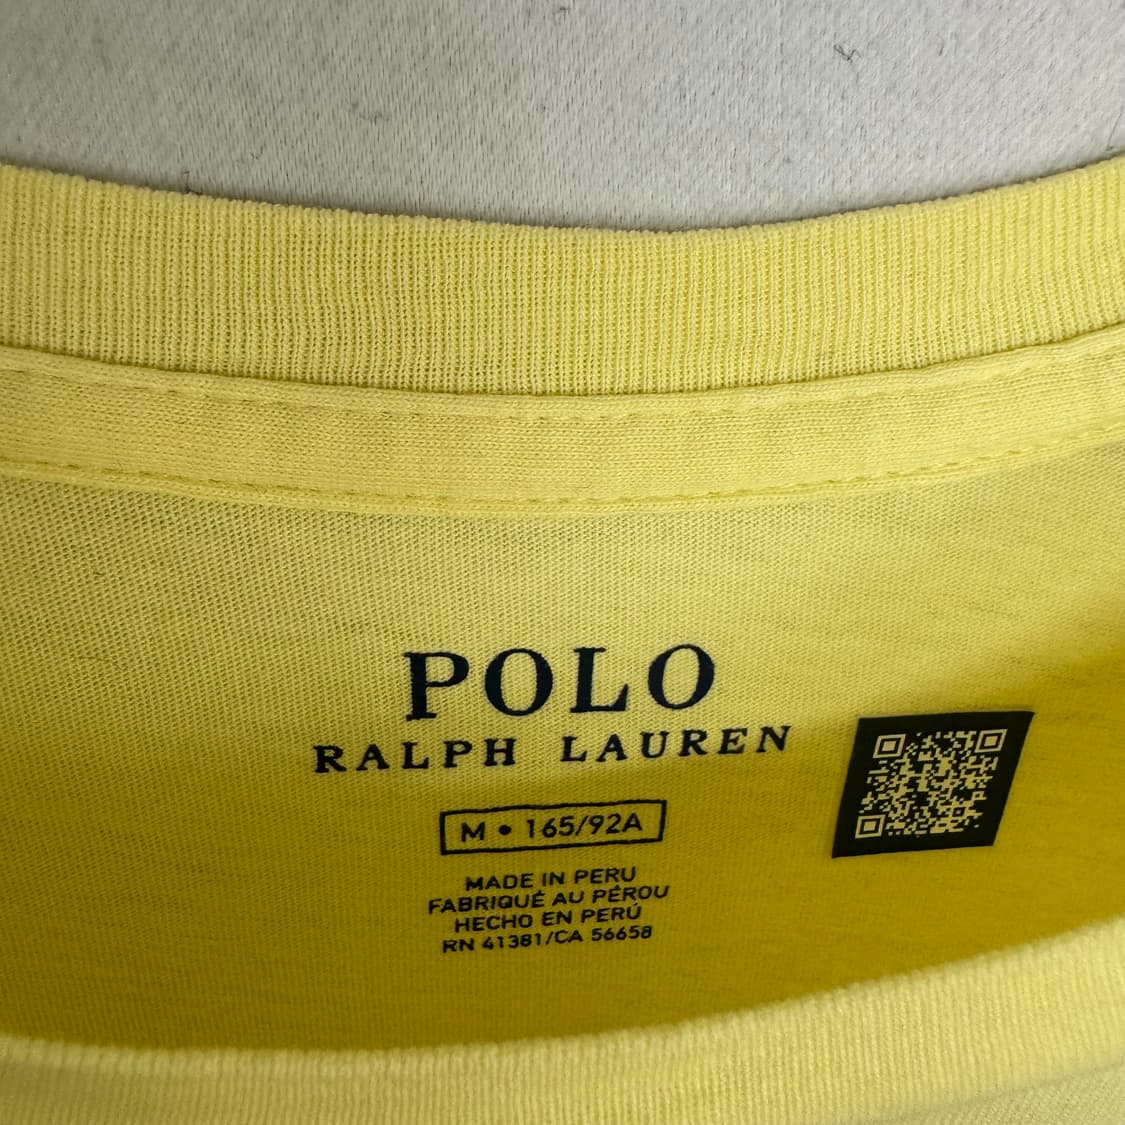 POLO
RALPH LAUREN
M • 165/92A
MADE IN PERU
FABRIQUÉ AU PÉROU
HECHO EN PERÚ
RN 41381/CA 56658